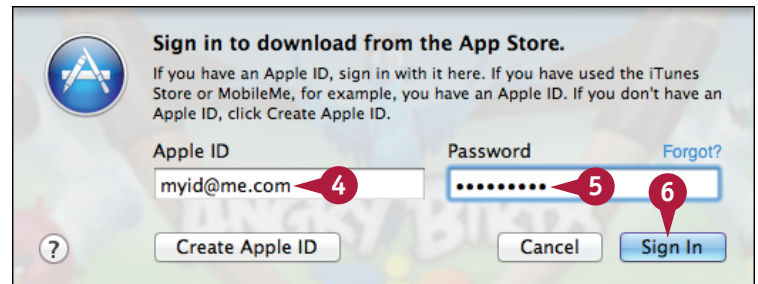 Sign in to download from the App Store.
If you have an Apple ID, sign in with it here. If you have used the iTunes
Store or MobileMe, for example, you have an Apple ID. If you don't have an
Apple ID, click Create Apple ID.
Apple ID
Password
Forgot?
myid@me.com
4
•••••••••
5
6
ANGRY BIRDS
?
Create Apple ID
Cancel
Sign In